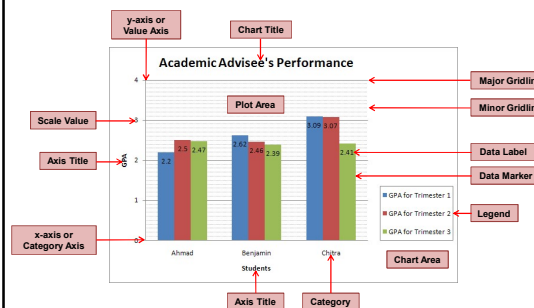 y-axis or
Value Axis
Chart Title
Academic Advisee's Performance
Major Gridlin
Minor Gridlin
Plot Area
Scale Value
Axis Title
GPA
4
3
2
1
0
2.2
2.5
2.47
2.62
2.46
2.39
3.09
3.07
2.41
Data Label
Data Marker
GPA for Trimester 1
GPA for Trimester 2
GPA for Trimester 3
Legend
x-axis or
Category Axis
Ahmad
Benjamin
Chitra
Students
Chart Area
Axis Title
Category